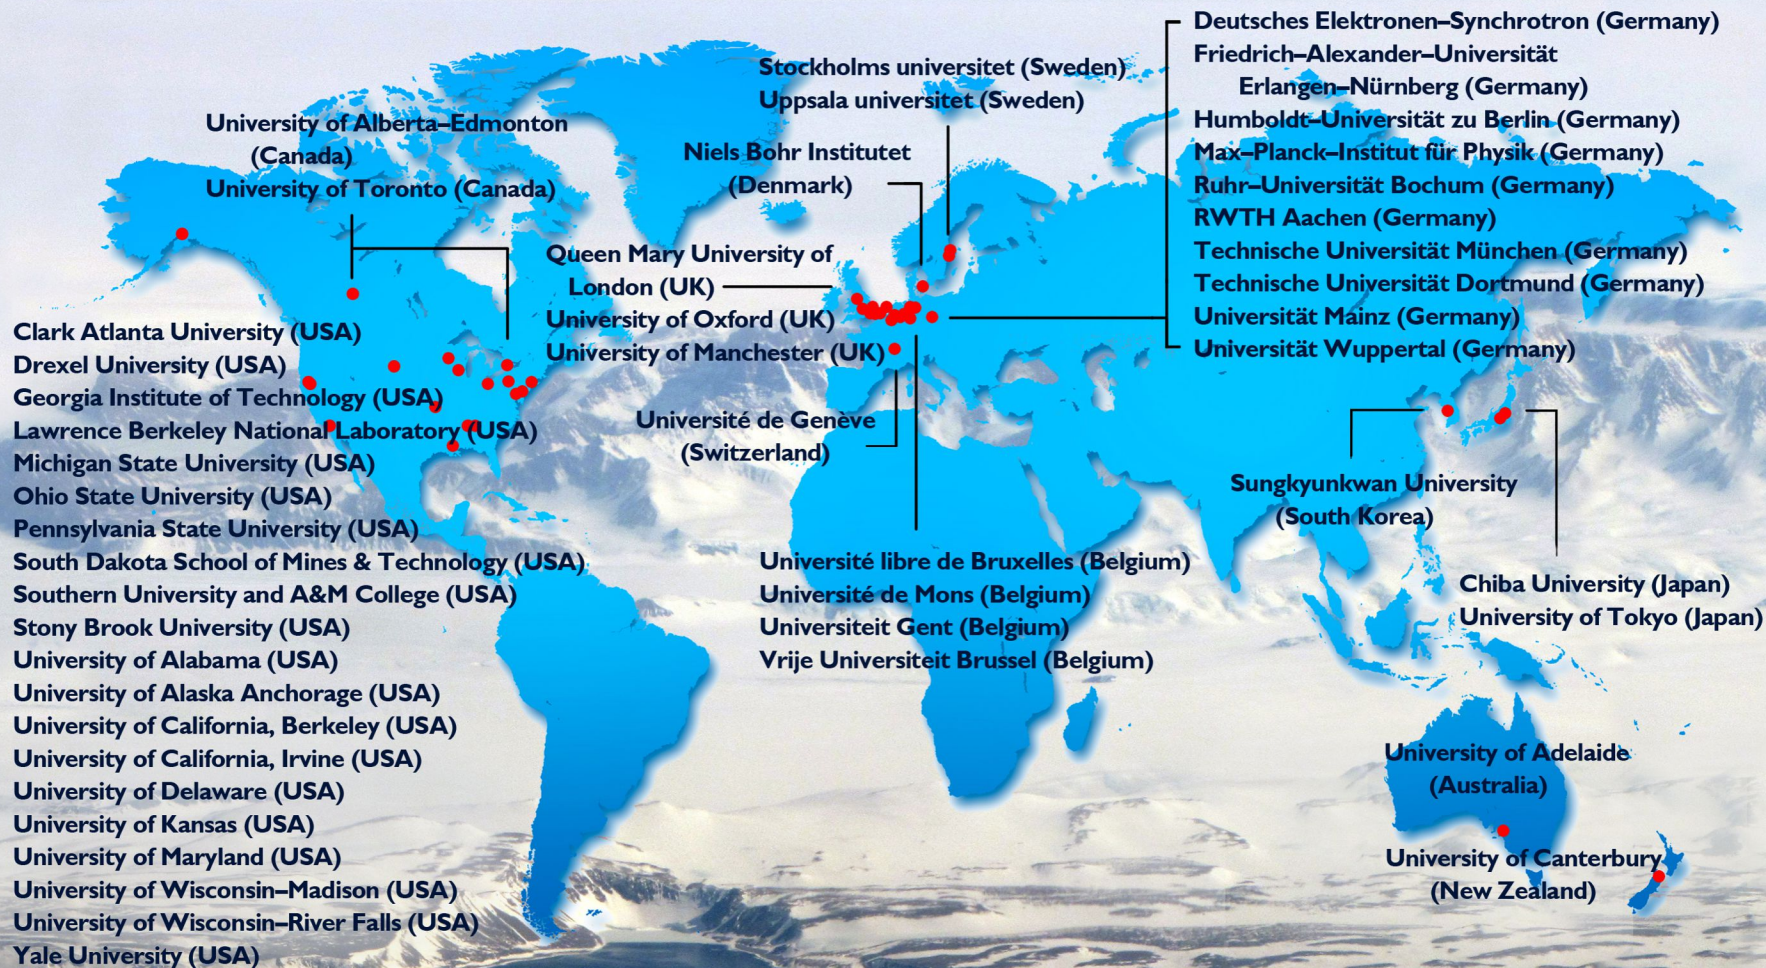 University of Alberta–Edmonton
(Canada)
University of Toronto (Canada)
Clark Atlanta University (USA)
Drexel University (USA)
Georgia Institute of Technology (USA)
Lawrence Berkeley National Laboratory (USA)
Michigan State University (USA)
Ohio State University (USA)
Pennsylvania State University (USA)
South Dakota School of Mines & Technology (USA)
Southern University and A&M College (USA)
Stony Brook University (USA)
University of Alabama (USA)
University of Alaska Anchorage (USA)
University of California, Berkeley (USA)
University of California, Irvine (USA)
University of Delaware (USA)
University of Kansas (USA)
University of Maryland (USA)
University of Wisconsin–Madison (USA)
University of Wisconsin–River Falls (USA)
Yale University (USA)
Stockholms universitet (Sweden)
Uppsala universitet (Sweden)
Niels Bohr Institutet
(Denmark)
Queen Mary University of
London (UK)
University of Oxford (UK)
University of Manchester (UK)
Université de Genève
(Switzerland)
Université libre de Bruxelles (Belgium)
Université de Mons (Belgium)
Universiteit Gent (Belgium)
Vrije Universiteit Brussel (Belgium)
Deutsches Elektronen–Synchrotron (Germany)
Friedrich–Alexander–Universität
Erlangen–Nürnberg (Germany)
Humboldt–Universität zu Berlin (Germany)
Max–Planck–Institut für Physik (Germany)
Ruhr–Universität Bochum (Germany)
RWTH Aachen (Germany)
Technische Universität München (Germany)
Technische Universität Dortmund (Germany)
Universität Mainz (Germany)
Universität Wuppertal (Germany)
Sungkyunkwan University
(South Korea)
Chiba University (Japan)
University of Tokyo (Japan)
University of Adelaide
(Australia)
University of Canterbury
(New Zealand)